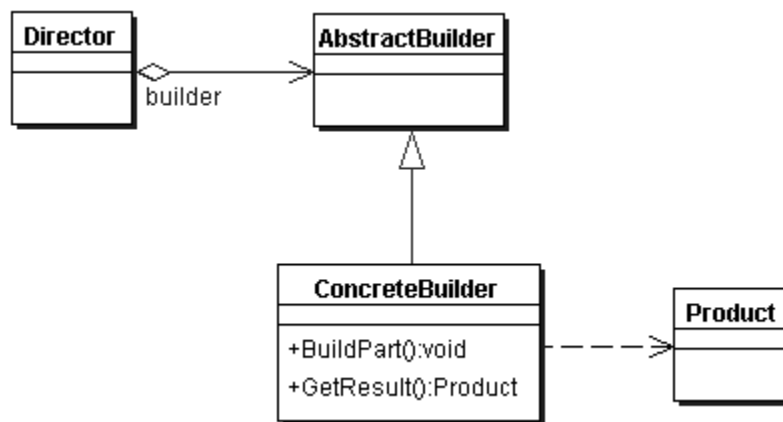 Director
AbstractBuilder
builder
ConcreteBuilder
+BuildPart():void
+GetResult():Product
Product